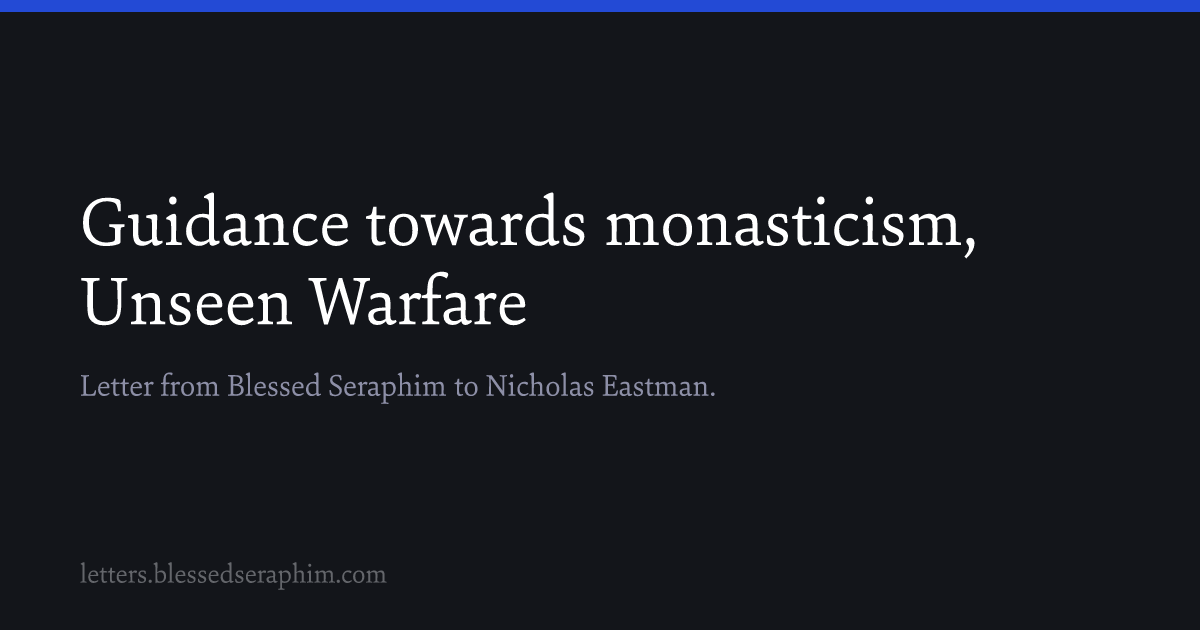 Guidance towards monasticism,
Unseen Warfare
Letter from Blessed Seraphim to Nicholas Eastman.
letters.blessedseraphim.com